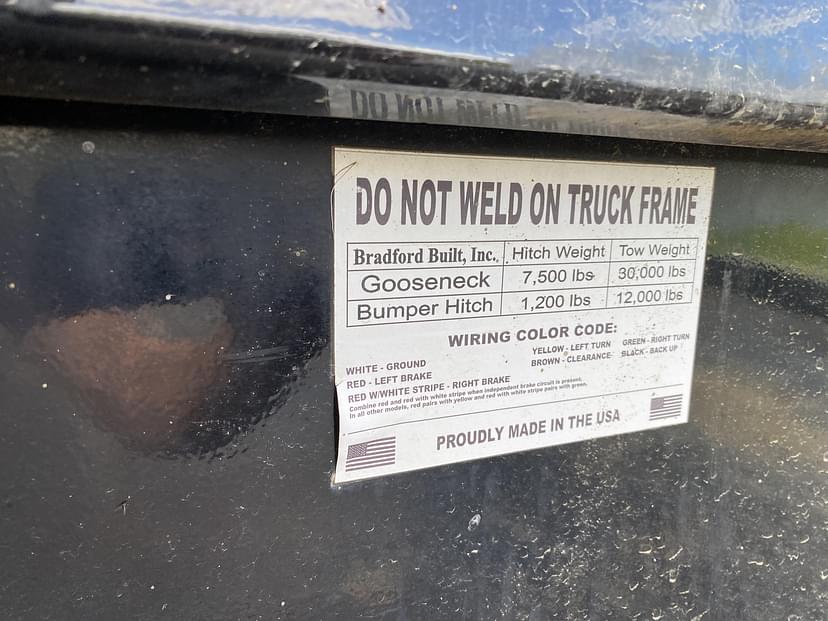 DO NOT WELD ON TRUCK FRAME
Bradford Built, Inc. Hitch Weight Tow Weight
Gooseneck 7,500 lbs 30,000 lbs
Bumper Hitch 1,200 lbs 12,000 lbs
WIRING COLOR CODE:
WHITE - GROUND YELLOW - LEFT TURN GREEN - RIGHT TURN
RED - LEFT BRAKE BROWN - CLEARANCE BLACK - BACK UP
RED W/WHITE STRIPE - RIGHT BRAKE
Combine red and red with white stripe when independent brake circuit is present.
In all other models, red pairs with yellow and red with white stripe pairs with green.
PROUDLY MADE IN THE USA